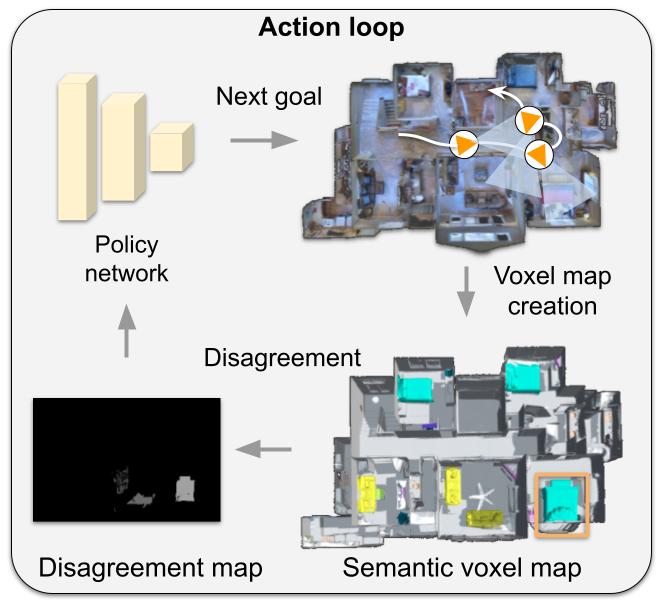 Action loop
Next goal
Policy
network
Voxel map
creation
Disagreement
Disagreement map
Semantic voxel map